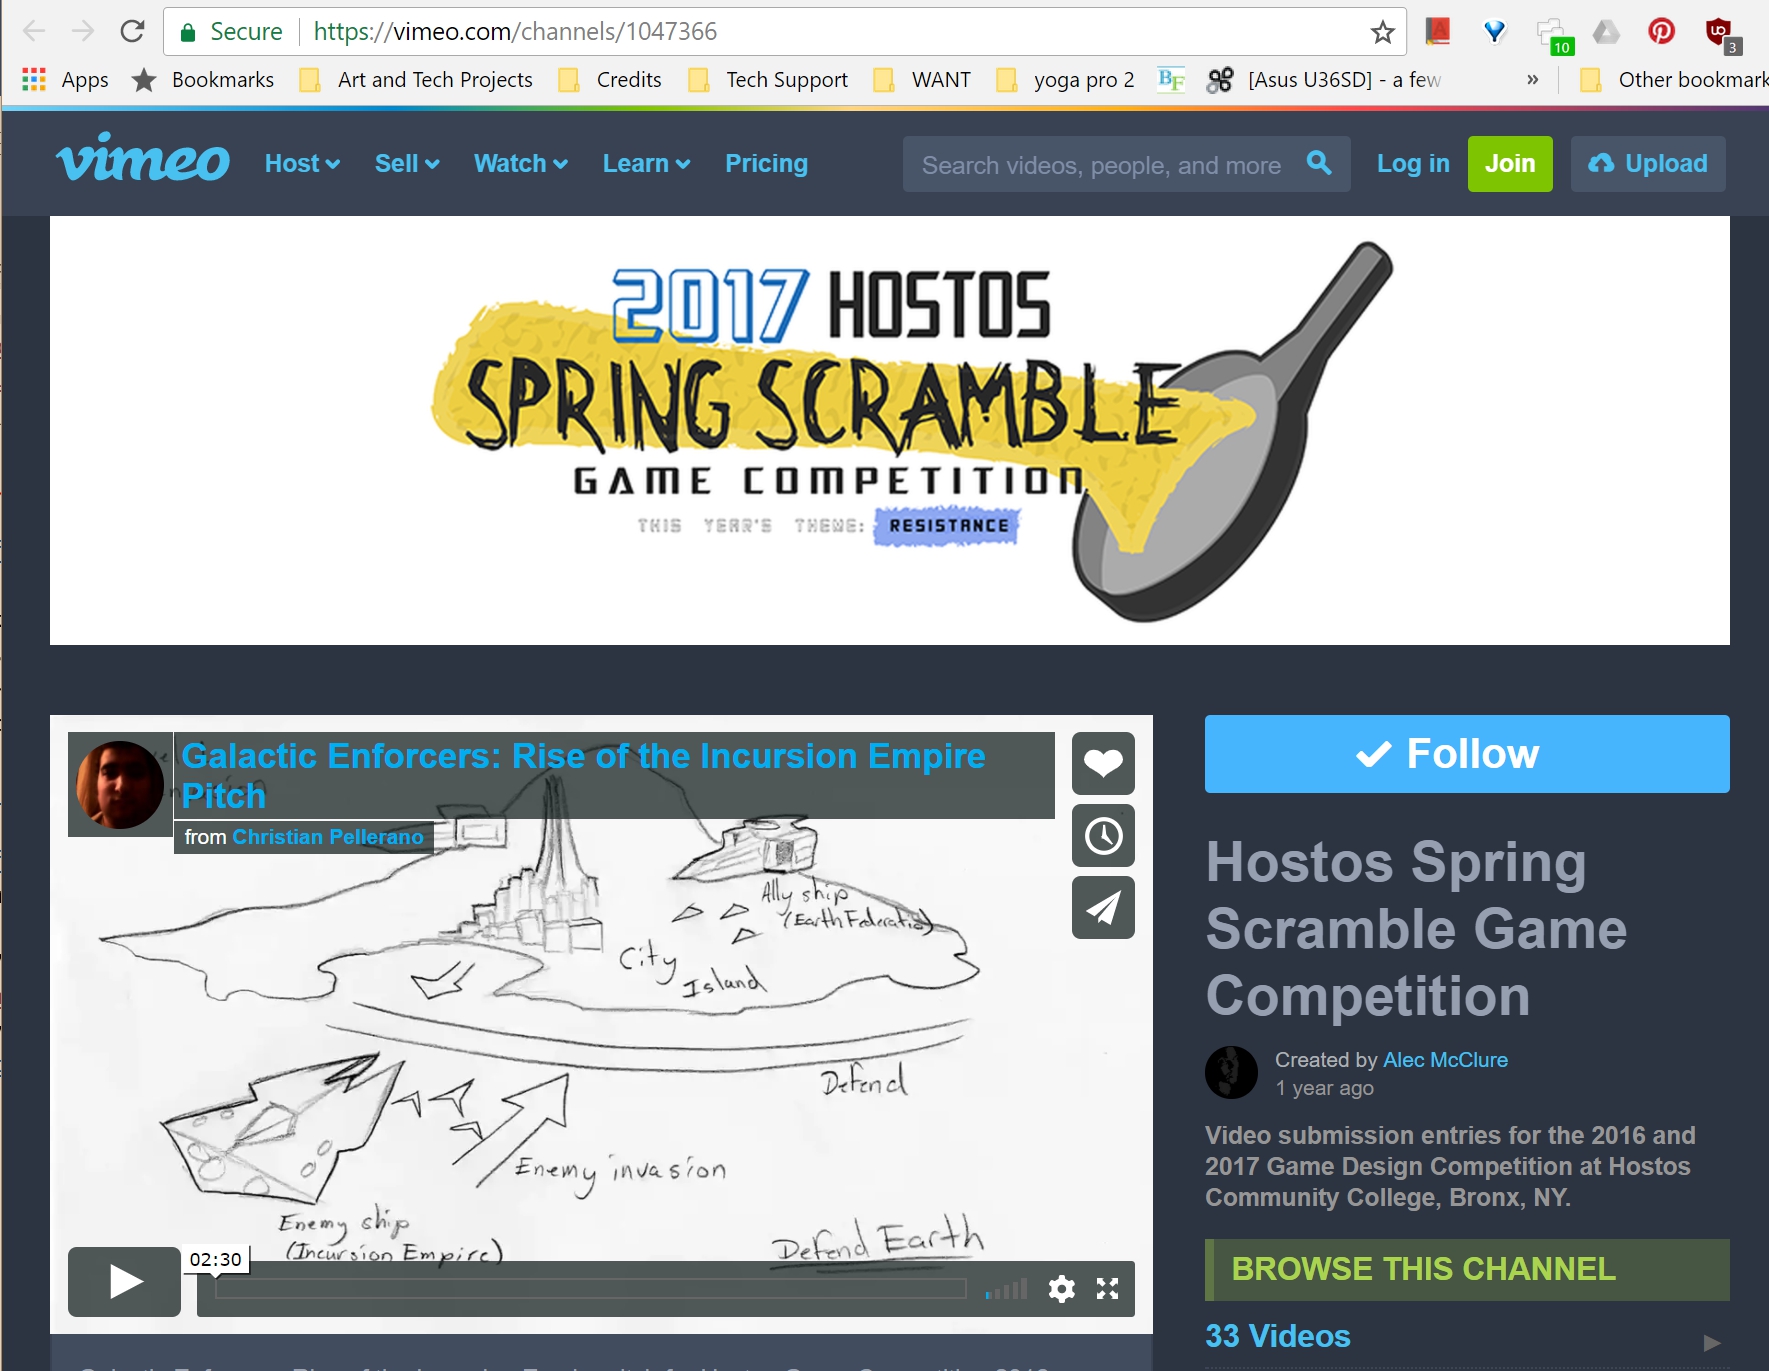 Secure https://vimeo.com/channels/1047366
10
3
Apps Bookmarks Art and Tech Projects Credits Tech Support WANT yoga pro 2 BF [Asus U36SD] - a few » Other bookmark
vimeo Host Sell Watch Learn Pricing Search videos, people, and more Log in Join Upload
2017 HOSTOS
SPRING SCRAMBLE
GAME COMPETITION
THIS YEAR'S THEME: RESISTANCE
Galactic Enforcers: Rise of the Incursion Empire
Pitch
from Christian Pellerano
Ally ship
(Earth Federatio)
City
Island
Defend
Enemy invasion
Enemy ship
(Incursion Empire)
Defend Earth
02:30
Follow
Hostos Spring
Scramble Game
Competition
Created by Alec McClure
1 year ago
Video submission entries for the 2016 and
2017 Game Design Competition at Hostos
Community College, Bronx, NY.
BROWSE THIS CHANNEL
33 Videos